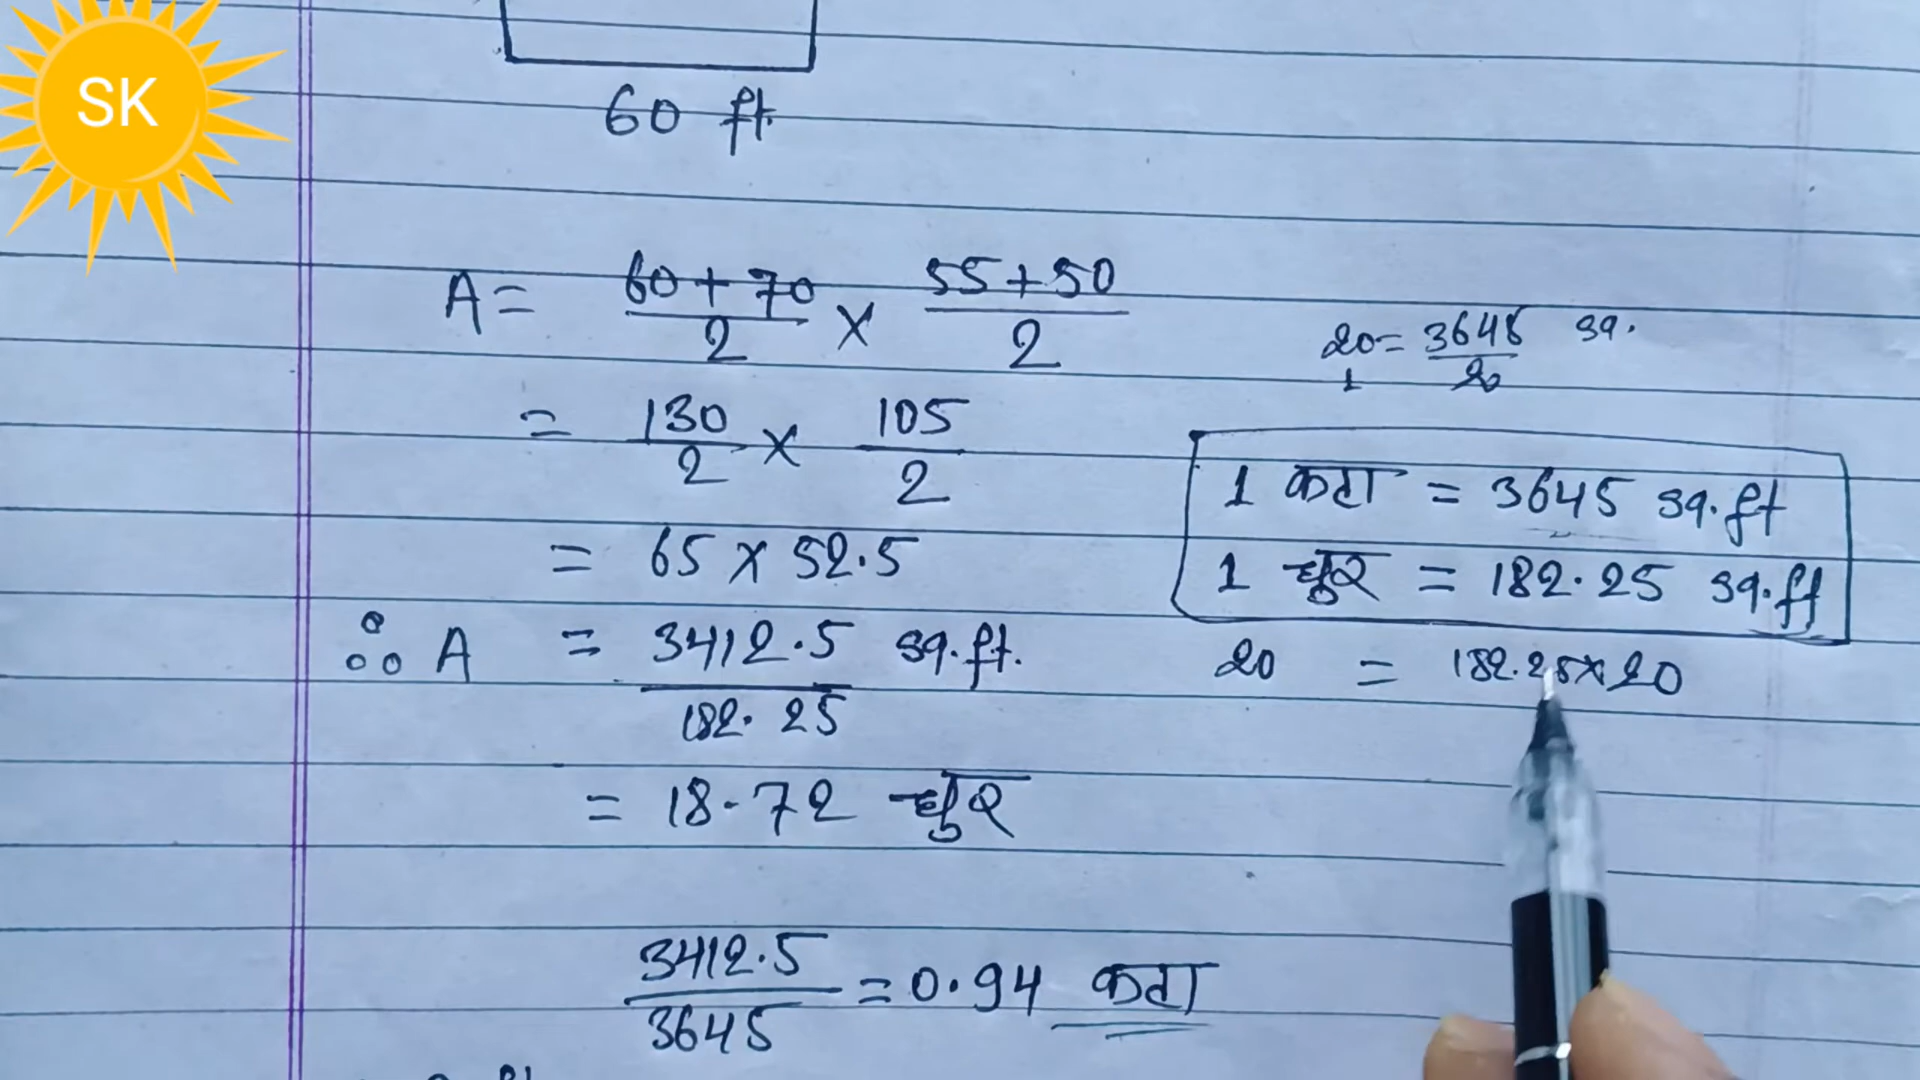 SK
60 ft.
A = 60 + 70 / 2 × 55 + 50 / 2
= 130 / 2 × 105 / 2
= 65 × 52.5
∴ A = 3412.5 sq.ft. / 182.25
= 18.72 धुर
3412.5 / 3645 = 0.94 कठा
20 = 3645 / 20 sq.
1
1 कठा = 3645 sq.ft
1 धुर = 182.25 sq.ft
20 = 182.25 × 20